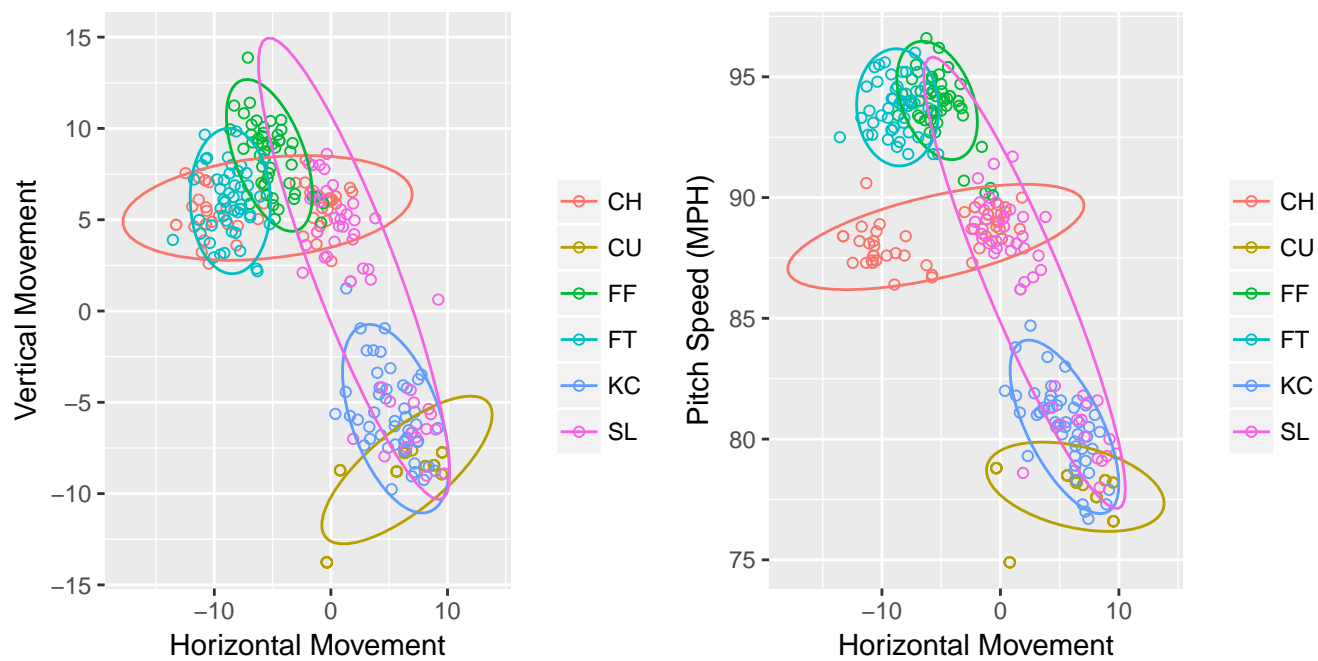 15
10
5
0
−5
−10
−15
Vertical Movement
−10 0 10
Horizontal Movement
CH
CU
FF
FT
KC
SL
95
90
85
80
75
Pitch Speed (MPH)
−10 0 10
Horizontal Movement
CH
CU
FF
FT
KC
SL